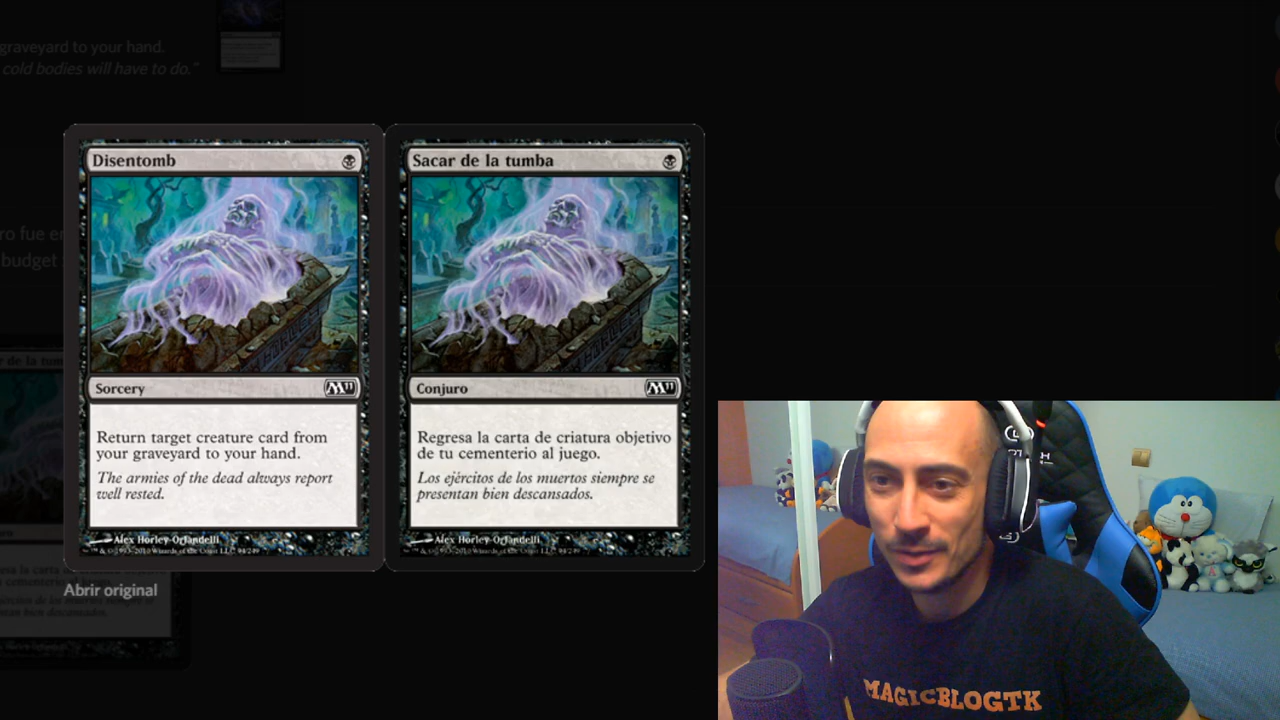 graveyard to your hand.
cold bodies will have to do."
Disentomb
Sorcery
M11
Return target creature card from
your graveyard to your hand.
The armies of the dead always report
well rested.
Alex Horley-Orlandelli
Sacar de la tumba
Conjuro
M11
Regresa la carta de criatura objetivo
de tu cementerio al juego.
Los ejércitos de los muertos siempre se
presentan bien descansados.
Alex Horley-Orlandelli
ro fue
budget
Abrir original
MAGICBLOGTK